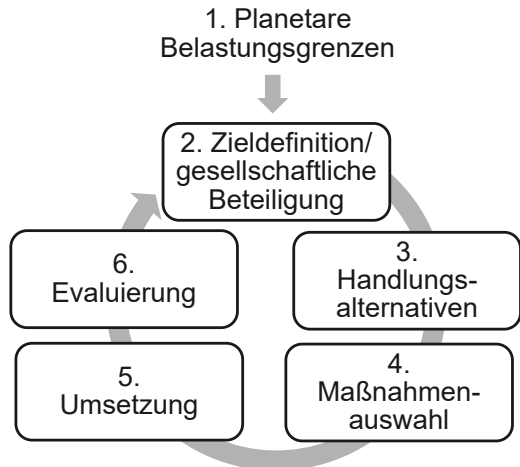 1. Planetare
Belastungsgrenzen
2. Zieldefinition/
gesellschaftliche
Beteiligung
3.
Handlungs-
alternativen
4.
Maßnahmen-
auswahl
5.
Umsetzung
6.
Evaluierung